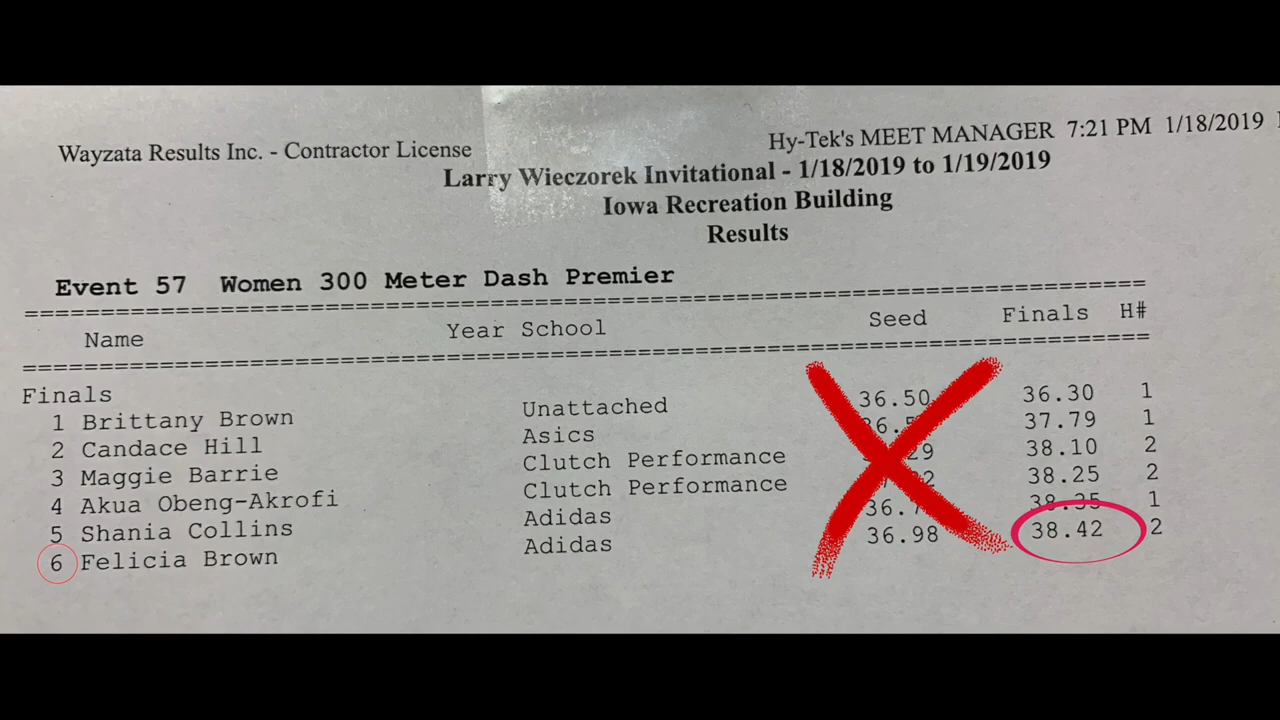 Wayzata Results Inc. - Contractor License
Hy-Tek's MEET MANAGER 7:21 PM 1/18/2019
Larry Wieczorek Invitational - 1/18/2019 to 1/19/2019
Iowa Recreation Building
Results
Event 57 Women 300 Meter Dash Premier
Name Year School Seed Finals H#
Finals
1 Brittany Brown Unattached 36.50 36.30 1
2 Candace Hill Asics 37.79 1
3 Maggie Barrie Clutch Performance 38.10 2
4 Akua Obeng-Akrofi Clutch Performance 38.25 2
5 Shania Collins Adidas 38.35 1
6 Felicia Brown Adidas 36.98 38.42 2